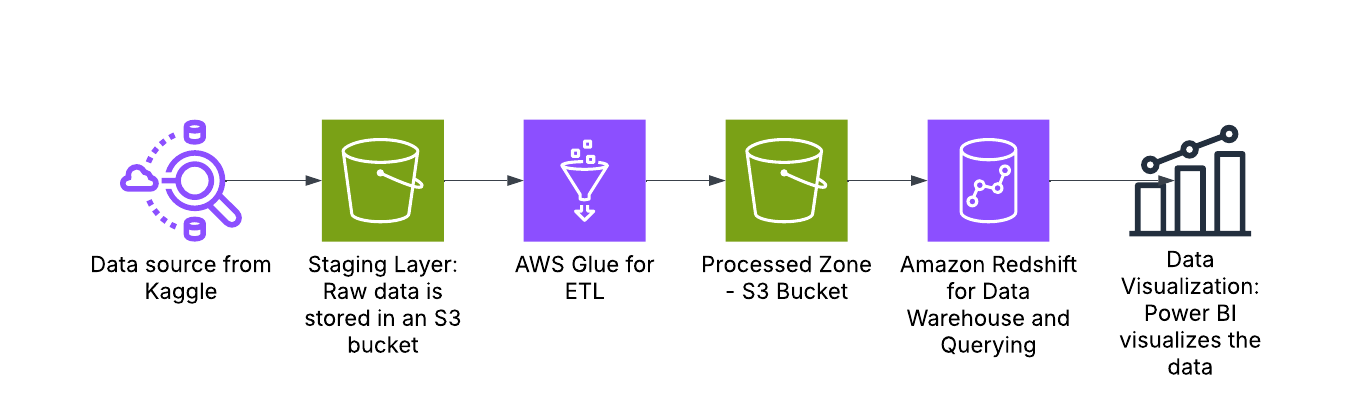 Data source from
Kaggle
Staging Layer:
Raw data is
stored in an S3
bucket
AWS Glue for
ETL
Processed Zone
- S3 Bucket
Amazon Redshift
for Data
Warehouse and
Querying
Data
Visualization:
Power BI
visualizes the
data